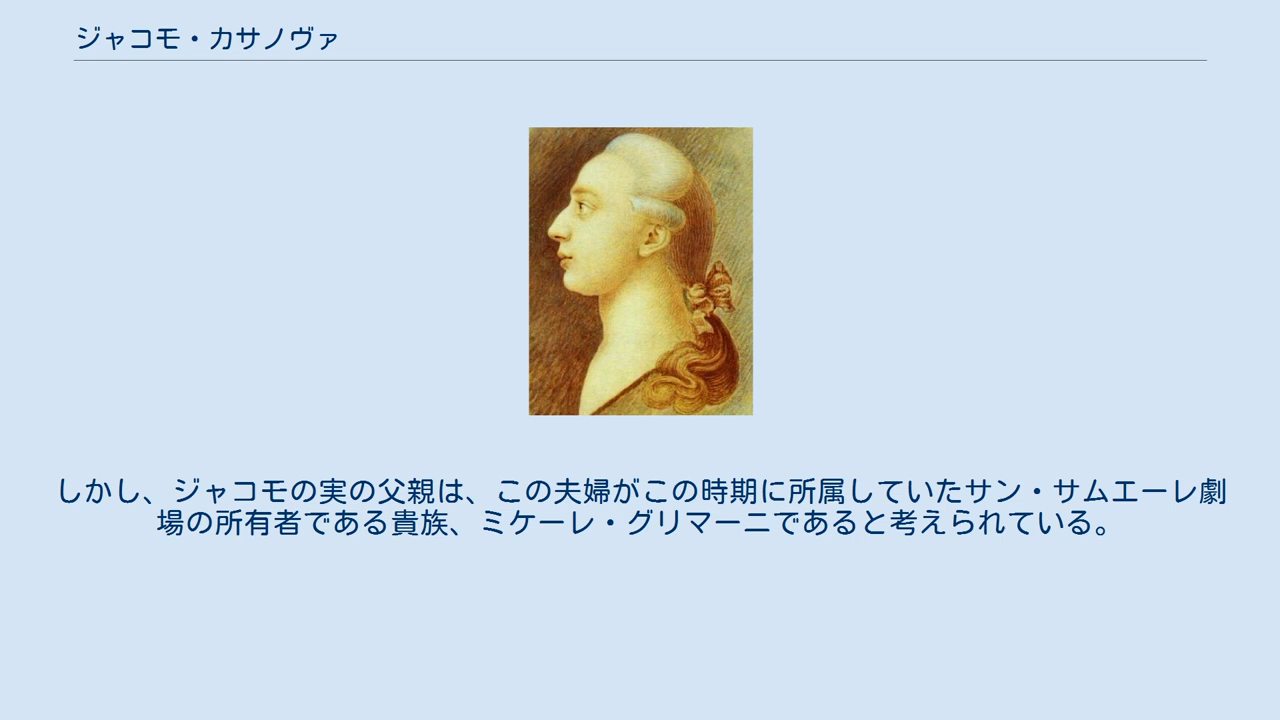 ジャコモ・カサノヴァ
しかし、ジャコモの実の父親は、この夫婦がこの時期に所属していたサン・サムエーレ劇
場の所有者である貴族、ミケーレ・グリマーニであると考えられている。